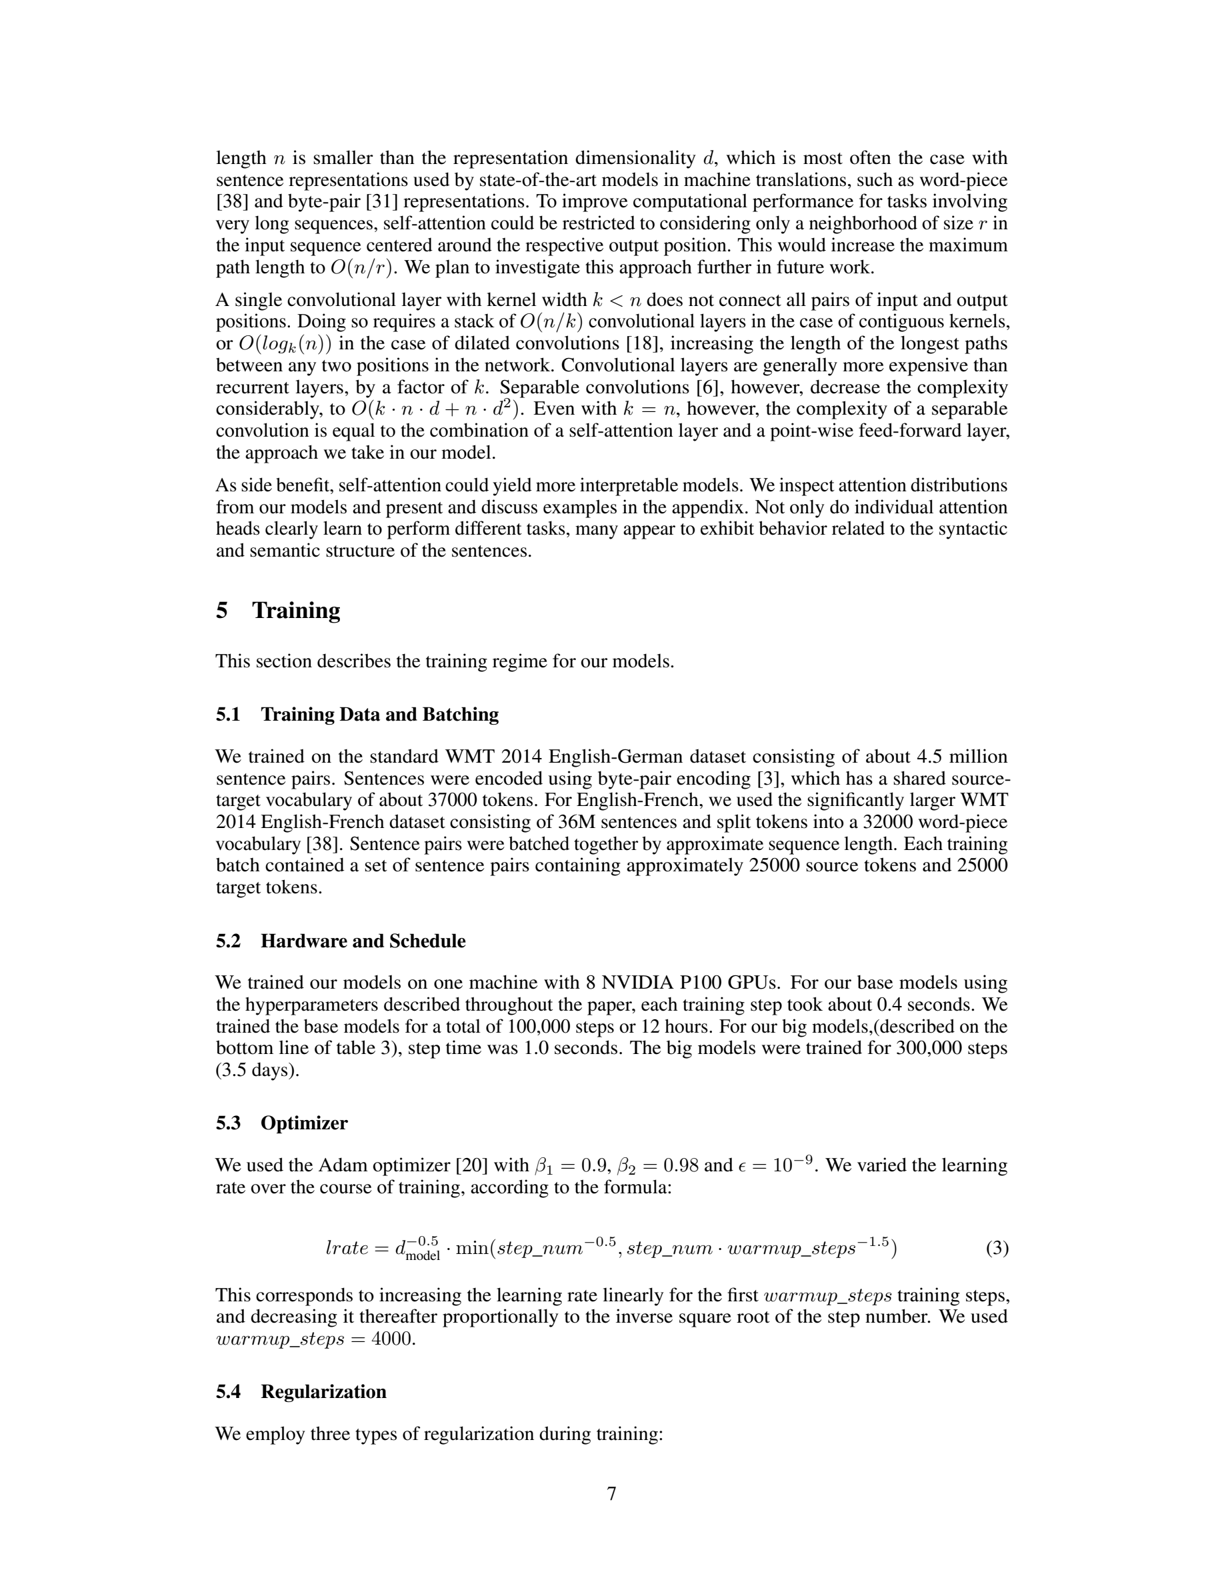 length n is smaller than the representation dimensionality d, which is most often the case with
sentence representations used by state-of-the-art models in machine translations, such as word-piece
[38] and byte-pair [31] representations. To improve computational performance for tasks involving
very long sequences, self-attention could be restricted to considering only a neighborhood of size r in
the input sequence centered around the respective output position. This would increase the maximum
path length to O(n/r). We plan to investigate this approach further in future work.
A single convolutional layer with kernel width k < n does not connect all pairs of input and output
positions. Doing so requires a stack of O(n/k) convolutional layers in the case of contiguous kernels,
or O(logₖ(n)) in the case of dilated convolutions [18], increasing the length of the longest paths
between any two positions in the network. Convolutional layers are generally more expensive than
recurrent layers, by a factor of k. Separable convolutions [6], however, decrease the complexity
considerably, to O(k · n · d + n · d²). Even with k = n, however, the complexity of a separable
convolution is equal to the combination of a self-attention layer and a point-wise feed-forward layer,
the approach we take in our model.
As side benefit, self-attention could yield more interpretable models. We inspect attention distributions
from our models and present and discuss examples in the appendix. Not only do individual attention
heads clearly learn to perform different tasks, many appear to exhibit behavior related to the syntactic
and semantic structure of the sentences.
5 Training
This section describes the training regime for our models.
5.1 Training Data and Batching
We trained on the standard WMT 2014 English-German dataset consisting of about 4.5 million
sentence pairs. Sentences were encoded using byte-pair encoding [3], which has a shared source-
target vocabulary of about 37000 tokens. For English-French, we used the significantly larger WMT
2014 English-French dataset consisting of 36M sentences and split tokens into a 32000 word-piece
vocabulary [38]. Sentence pairs were batched together by approximate sequence length. Each training
batch contained a set of sentence pairs containing approximately 25000 source tokens and 25000
target tokens.
5.2 Hardware and Schedule
We trained our models on one machine with 8 NVIDIA P100 GPUs. For our base models using
the hyperparameters described throughout the paper, each training step took about 0.4 seconds. We
trained the base models for a total of 100,000 steps or 12 hours. For our big models,(described on the
bottom line of table 3), step time was 1.0 seconds. The big models were trained for 300,000 steps
(3.5 days).
5.3 Optimizer
We used the Adam optimizer [20] with β₁ = 0.9, β₂ = 0.98 and ϵ = 10⁻⁹. We varied the learning
rate over the course of training, according to the formula:
lrate = d_model^−0.5 · min(step_num^−0.5, step_num · warmup_steps^−1.5) (3)
This corresponds to increasing the learning rate linearly for the first warmup_steps training steps,
and decreasing it thereafter proportionally to the inverse square root of the step number. We used
warmup_steps = 4000.
5.4 Regularization
We employ three types of regularization during training:
7